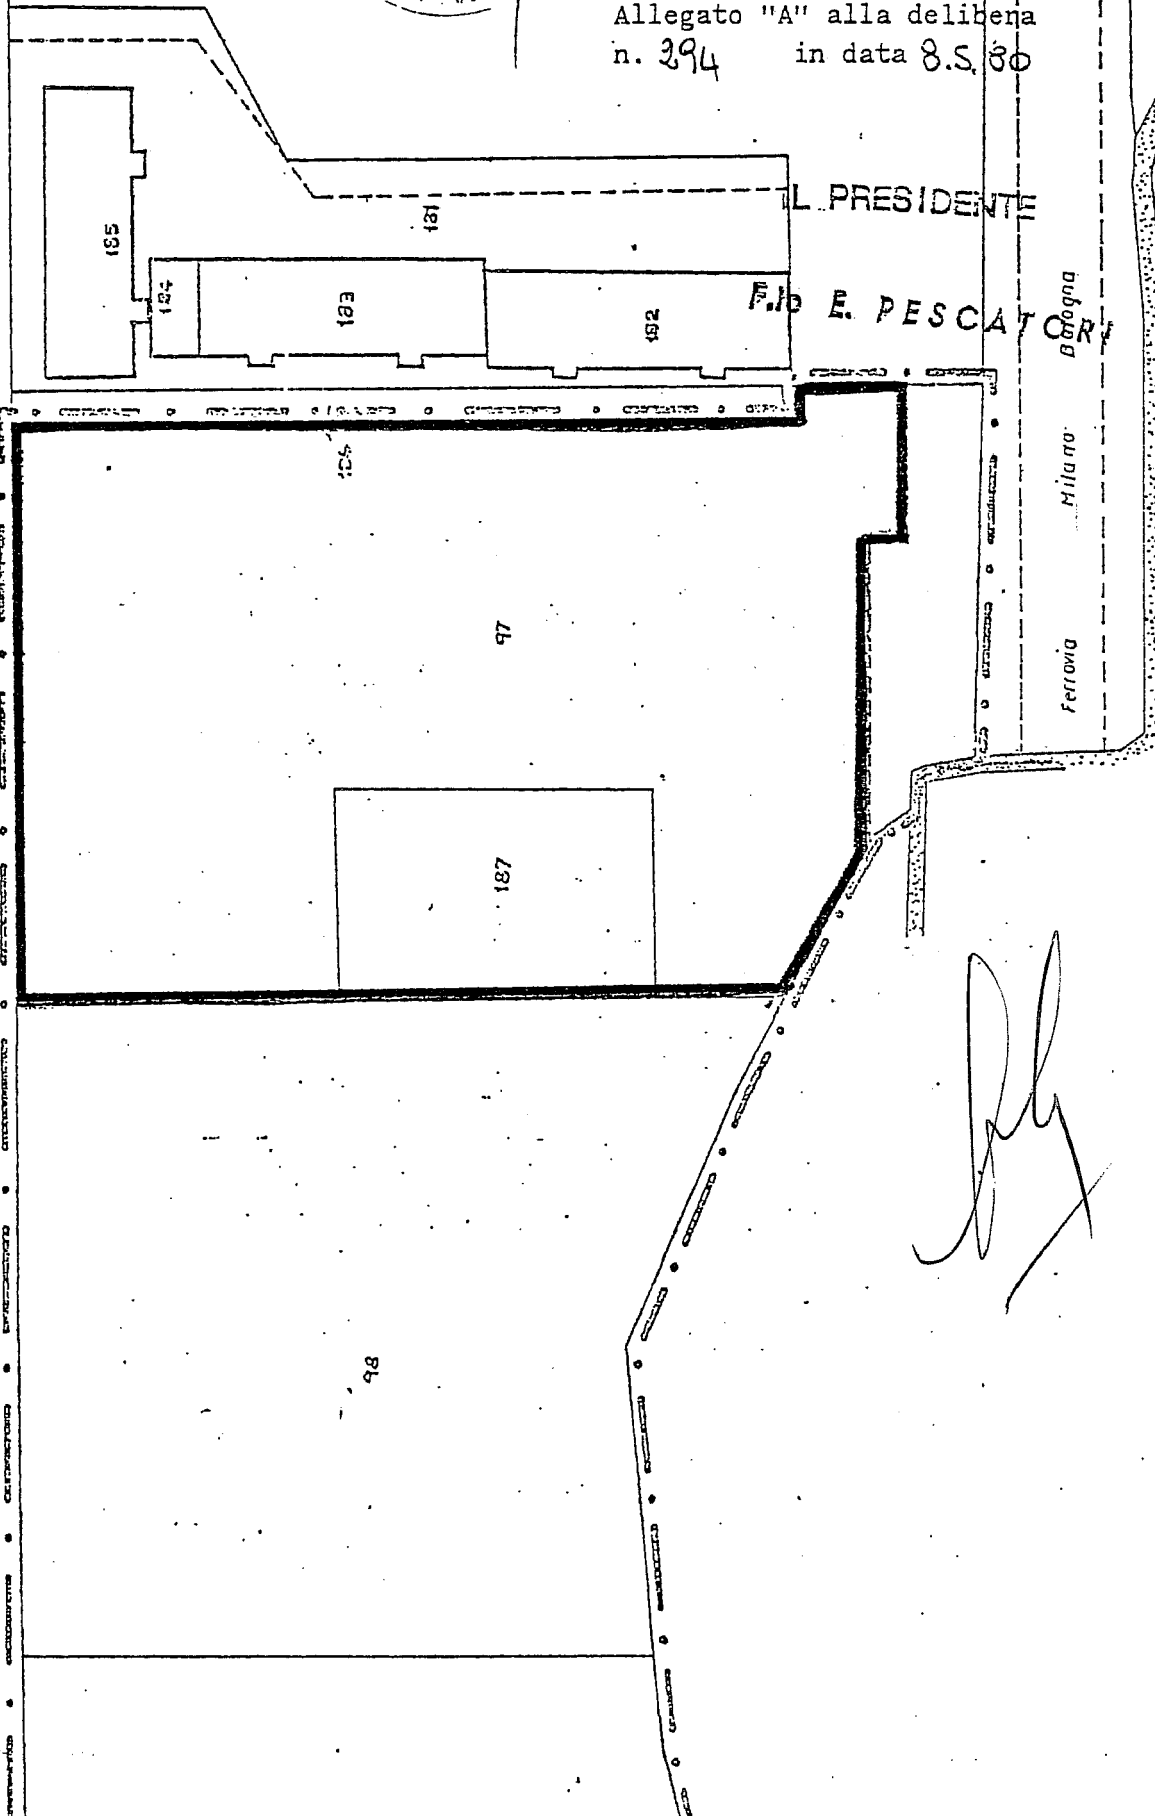 Allegato "A" alla delibera
n. 294 in data 8.5.80
IL PRESIDENTE
F.to E. PESCATORI
181
185
184
183
182
106
97
187
98
Ferrovia Milano Bologna